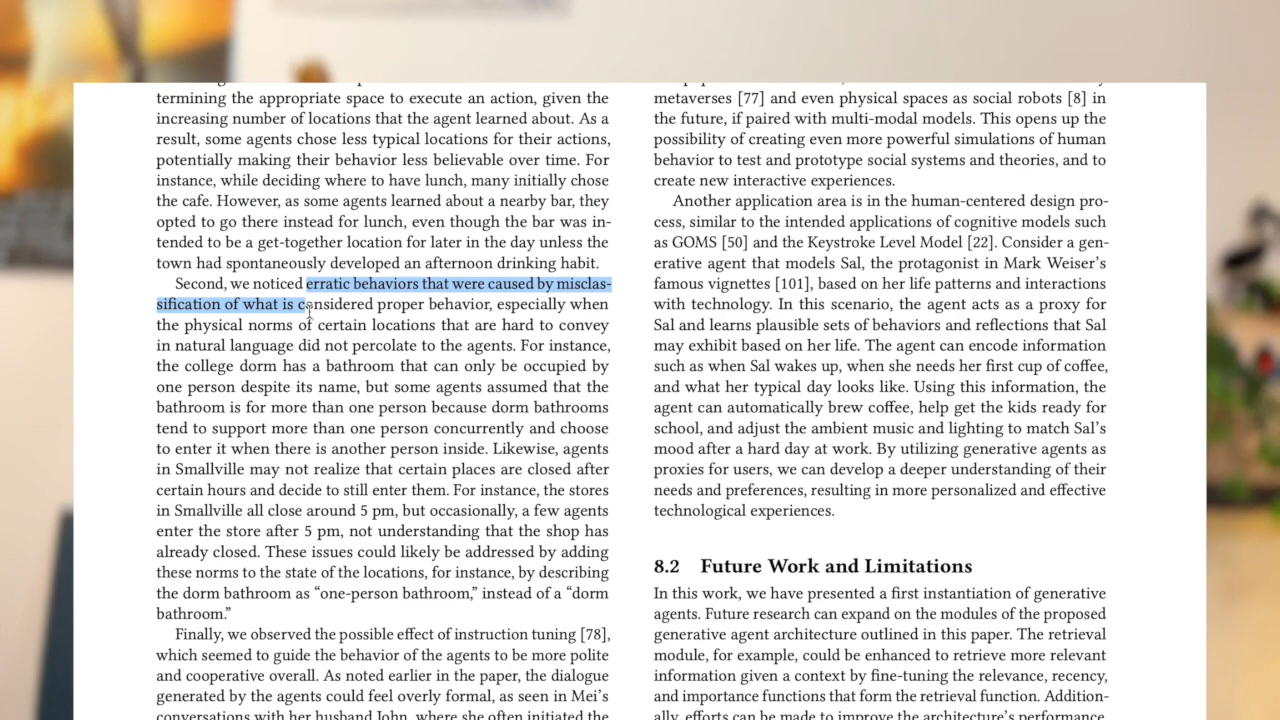 termining the appropriate space to execute an action, given the
increasing number of locations that the agent learned about. As a
result, some agents chose less typical locations for their actions,
potentially making their behavior less believable over time. For
instance, while deciding where to have lunch, many initially chose
the cafe. However, as some agents learned about a nearby bar, they
opted to go there instead for lunch, even though the bar was in-
tended to be a get-together location for later in the day unless the
town had spontaneously developed an afternoon drinking habit.
Second, we noticed erratic behaviors that were caused by misclas-
sification of what is considered proper behavior, especially when
the physical norms of certain locations that are hard to convey
in natural language did not percolate to the agents. For instance,
the college dorm has a bathroom that can only be occupied by
one person despite its name, but some agents assumed that the
bathroom is for more than one person because dorm bathrooms
tend to support more than one person concurrently and choose
to enter it when there is another person inside. Likewise, agents
in Smallville may not realize that certain places are closed after
certain hours and decide to still enter them. For instance, the stores
in Smallville all close around 5 pm, but occasionally, a few agents
enter the store after 5 pm, not understanding that the shop has
already closed. These issues could likely be addressed by adding
these norms to the state of the locations, for instance, by describing
the dorm bathroom as “one-person bathroom,” instead of a “dorm
bathroom.”
Finally, we observed the possible effect of instruction tuning [78],
which seemed to guide the behavior of the agents to be more polite
and cooperative overall. As noted earlier in the paper, the dialogue
generated by the agents could feel overly formal, as seen in Mei’s
conversations with her husband John, where she often initiated the
metaverses [77] and even physical spaces as social robots [8] in
the future, if paired with multi-modal models. This opens up the
possibility of creating even more powerful simulations of human
behavior to test and prototype social systems and theories, and to
create new interactive experiences.
Another application area is in the human-centered design pro-
cess, similar to the intended applications of cognitive models such
as GOMS [50] and the Keystroke Level Model [22]. Consider a gen-
erative agent that models Sal, the protagonist in Mark Weiser’s
famous vignettes [101], based on her life patterns and interactions
with technology. In this scenario, the agent acts as a proxy for
Sal and learns plausible sets of behaviors and reflections that Sal
may exhibit based on her life. The agent can encode information
such as when Sal wakes up, when she needs her first cup of coffee,
and what her typical day looks like. Using this information, the
agent can automatically brew coffee, help get the kids ready for
school, and adjust the ambient music and lighting to match Sal’s
mood after a hard day at work. By utilizing generative agents as
proxies for users, we can develop a deeper understanding of their
needs and preferences, resulting in more personalized and effective
technological experiences.
8.2 Future Work and Limitations
In this work, we have presented a first instantiation of generative
agents. Future research can expand on the modules of the proposed
generative agent architecture outlined in this paper. The retrieval
module, for example, could be enhanced to retrieve more relevant
information given a context by fine-tuning the relevance, recency,
and importance functions that form the retrieval function. Addition-
ally, efforts can be made to improve the architecture’s performance,